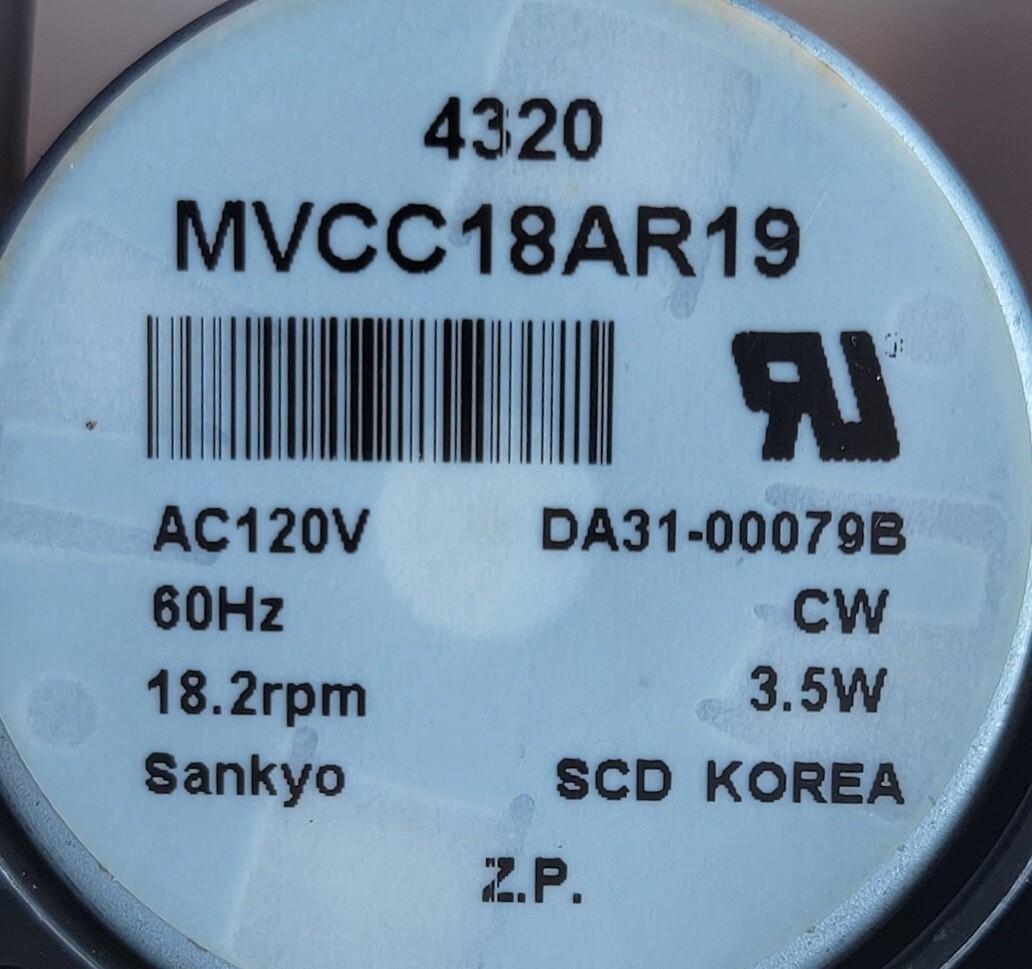 4320
MVCC18AR19
AC120V DA31-00079B
60Hz CW
18.2rpm 3.5W
Sankyo SCD KOREA
Z.P.